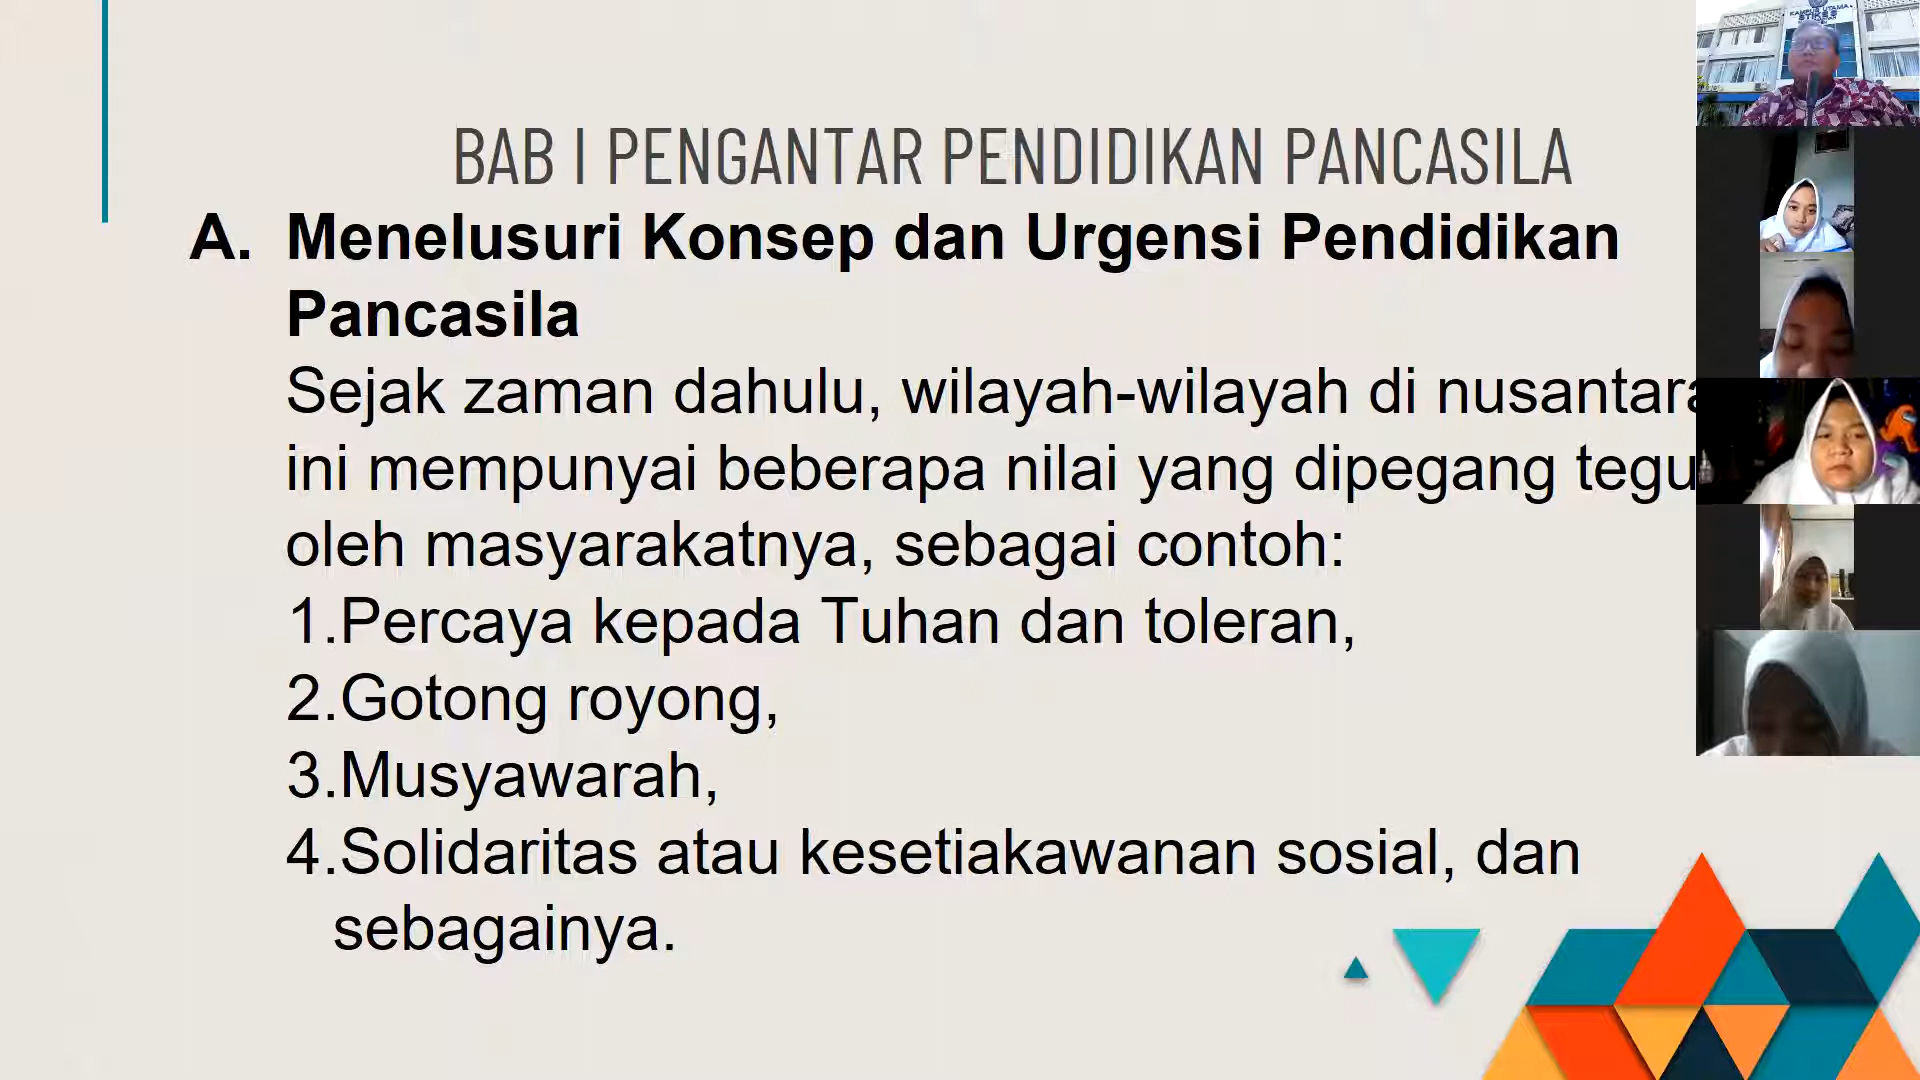 BAB I PENGANTAR PENDIDIKAN PANCASILA
A. Menelusuri Konsep dan Urgensi Pendidikan
Pancasila
Sejak zaman dahulu, wilayah-wilayah di nusantara
ini mempunyai beberapa nilai yang dipegang tegu
oleh masyarakatnya, sebagai contoh:
1.Percaya kepada Tuhan dan toleran,
2.Gotong royong,
3.Musyawarah,
4.Solidaritas atau kesetiakawanan sosial, dan
sebagainya.
KAMPUS UTAMA